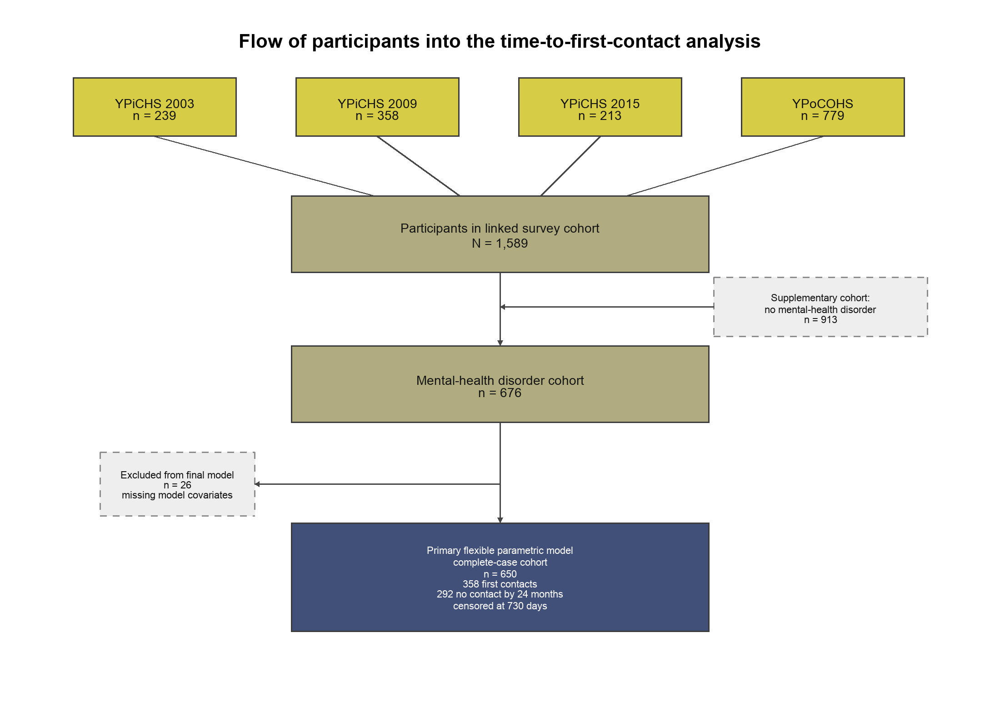 Flow of participants into the time-to-first-contact analysis
YPiCHS 2003
n = 239
YPiCHS 2009
n = 358
YPiCHS 2015
n = 213
YPoCOHS
n = 779
Participants in linked survey cohort
N = 1,589
Supplementary cohort:
no mental-health disorder
n = 913
Mental-health disorder cohort
n = 676
Excluded from final model
n = 26
missing model covariates
Primary flexible parametric model
complete-case cohort
n = 650
358 first contacts
292 no contact by 24 months
censored at 730 days